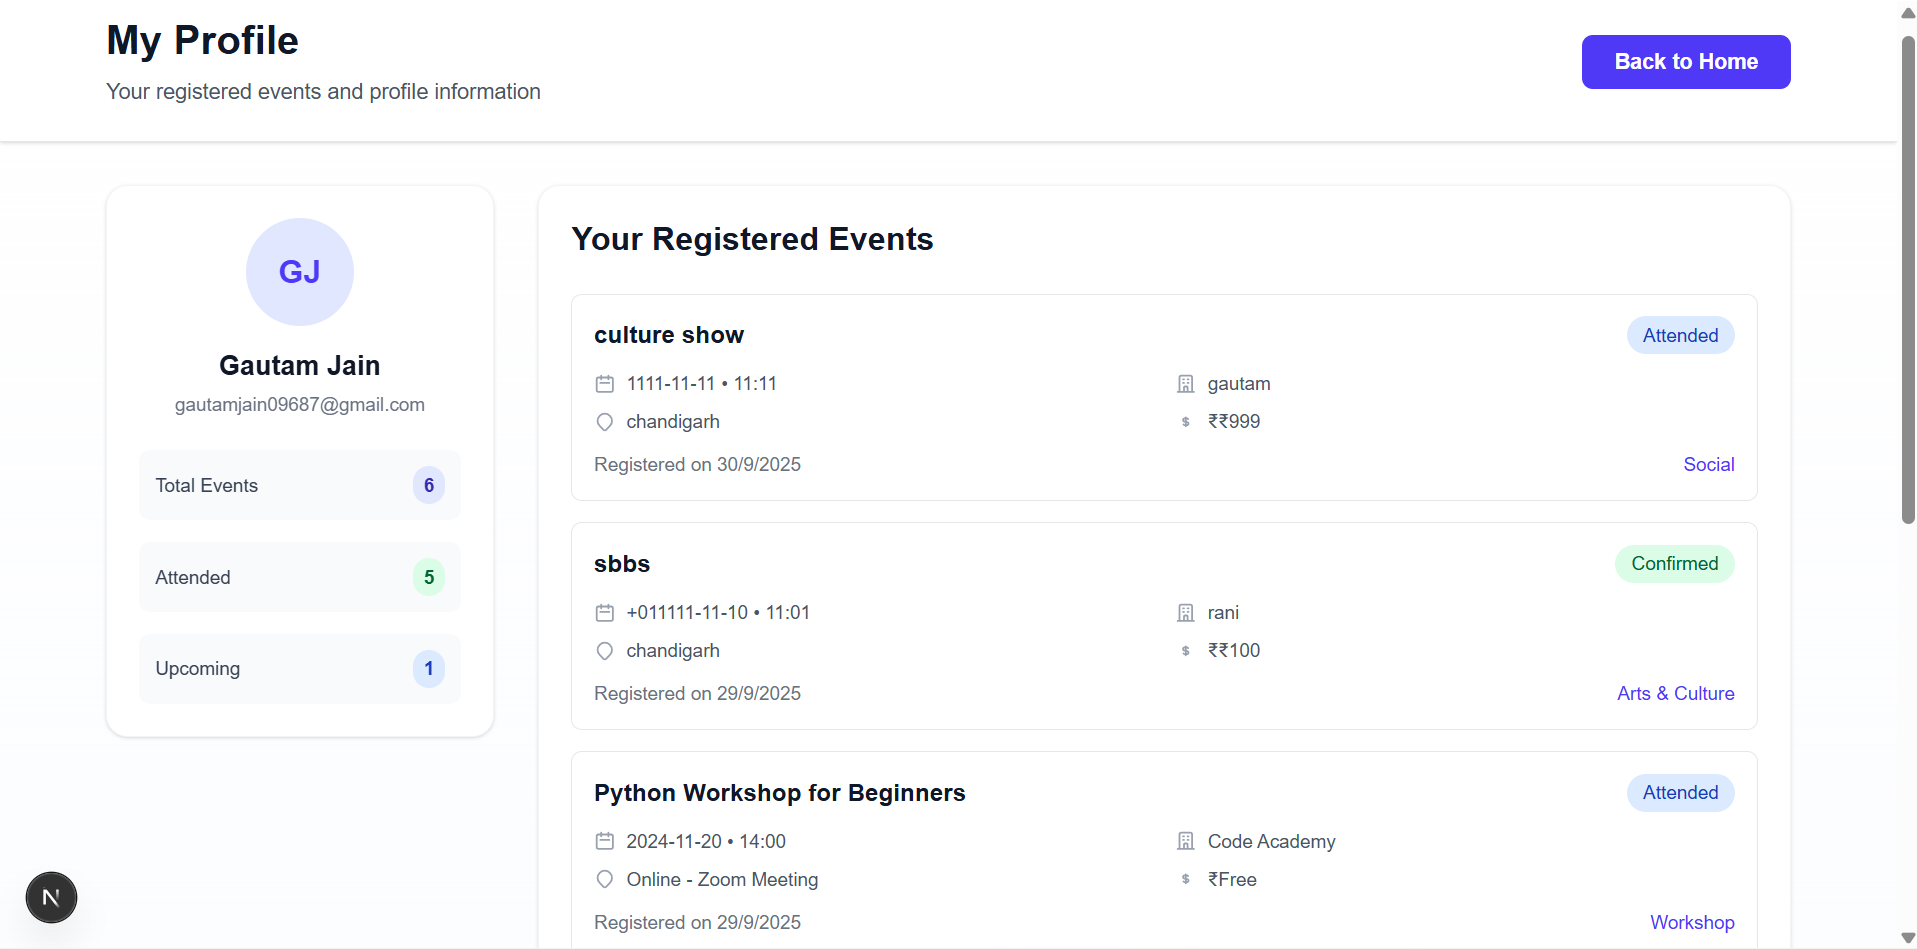 My Profile
Your registered events and profile information
Back to Home
GJ
Gautam Jain
gautamjain09687@gmail.com
Total Events 6
Attended 5
Upcoming 1
Your Registered Events
culture show Attended
1111-11-11 • 11:11 gautam
chandigarh $ ₹₹999
Registered on 30/9/2025 Social
sbbs Confirmed
+011111-11-10 • 11:01 rani
chandigarh $ ₹₹100
Registered on 29/9/2025 Arts & Culture
Python Workshop for Beginners Attended
2024-11-20 • 14:00 Code Academy
Online - Zoom Meeting $ ₹Free
Registered on 29/9/2025 Workshop
N